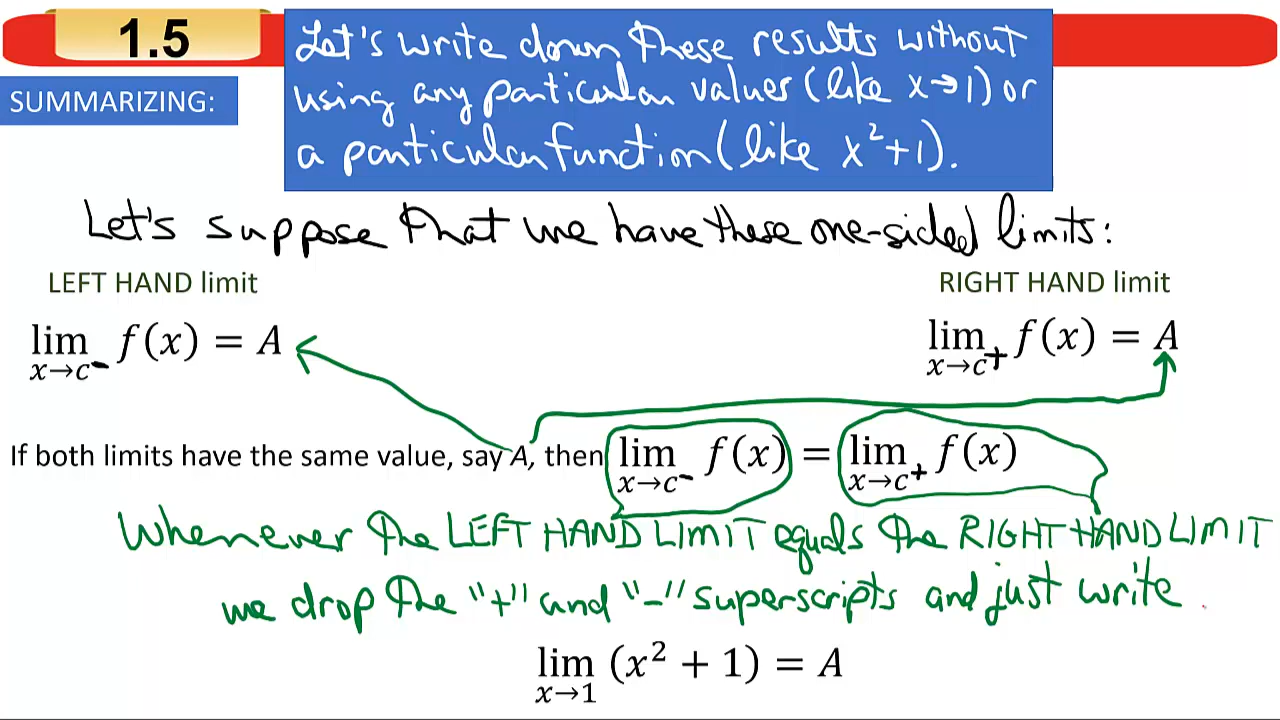 1.5
SUMMARIZING:
Let's write down these results without
using any particular values (like x→1) or
a particular function (like x²+1).
Let's suppose that we have these one-sided limits:
LEFT HAND limit
RIGHT HAND limit
lim x→c⁻ f(x) = A
lim x→c⁺ f(x) = A
If both limits have the same value, say A, then lim x→c⁻ f(x) = lim x→c⁺ f(x)
Whenever the LEFT HAND LIMIT equals the RIGHT HAND LIMIT
we drop the "+" and "-" superscripts and just write
lim x→1 (x² + 1) = A